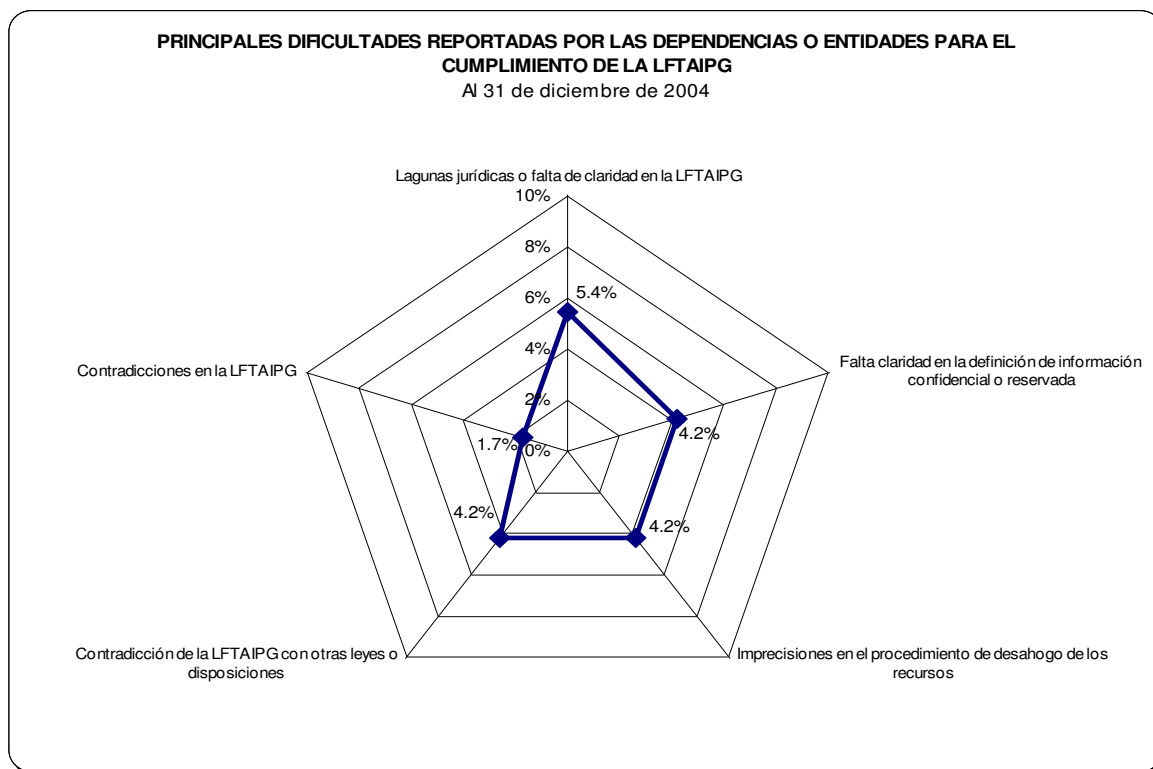 PRINCIPALES DIFICULTADES REPORTADAS POR LAS DEPENDENCIAS O ENTIDADES PARA EL
CUMPLIMIENTO DE LA LFTAIPG
Al 31 de diciembre de 2004
Lagunas jurídicas o falta de claridad en la LFTAIPG
10%
8%
6%
5.4%
4%
Contradicciones en la LFTAIPG
Falta claridad en la definición de información
confidencial o reservada
2%
4.2%
1.7%
0%
4.2%
4.2%
Contradicción de la LFTAIPG con otras leyes o
disposiciones
Imprecisiones en el procedimiento de desahogo de los
recursos